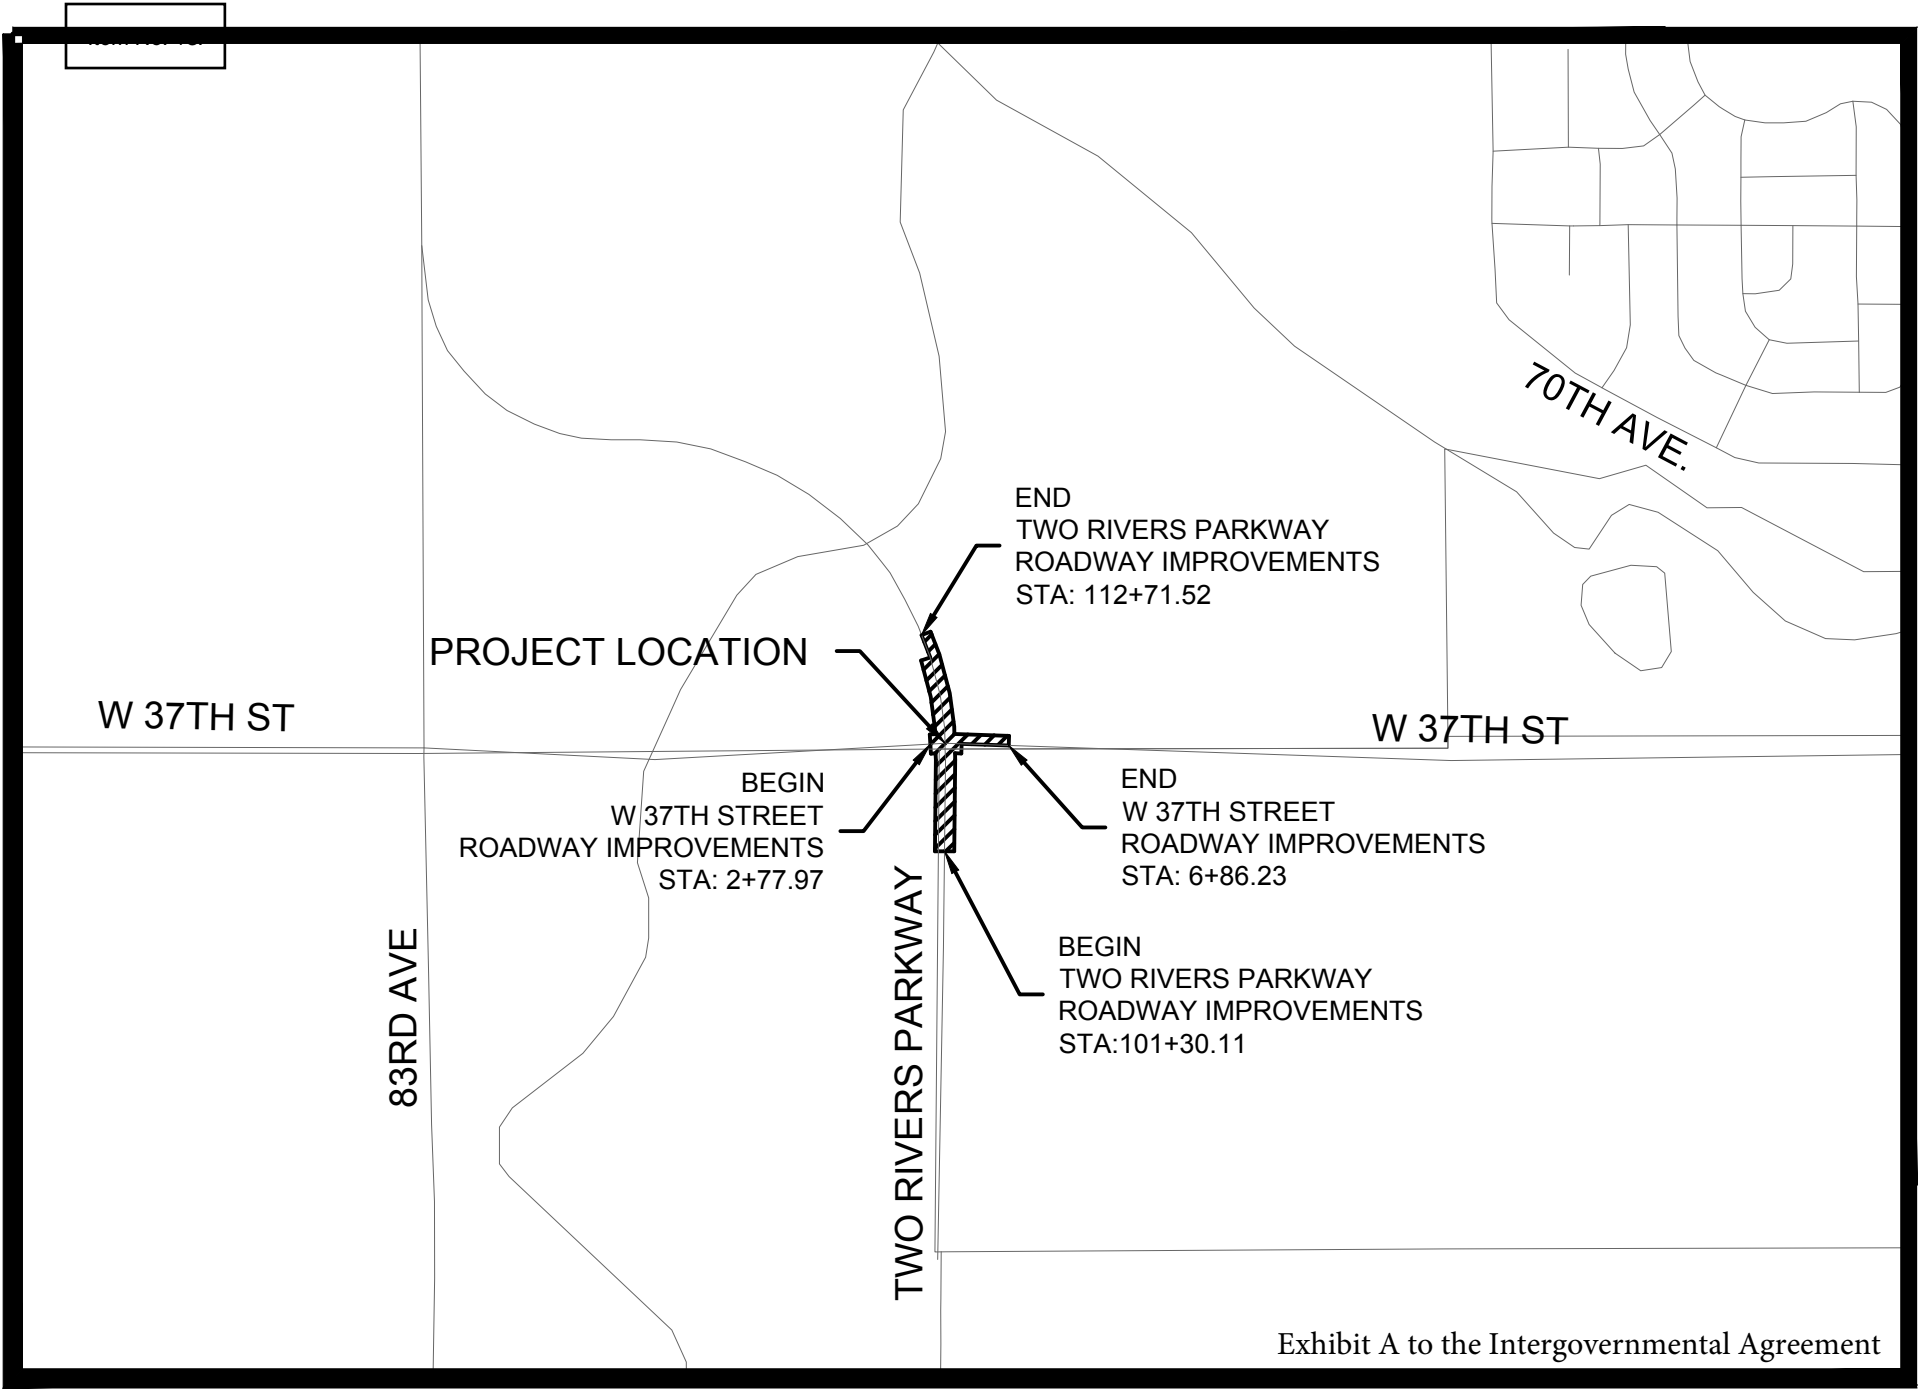 END
TWO RIVERS PARKWAY
ROADWAY IMPROVEMENTS
STA: 112+71.52
70TH AVE.
PROJECT LOCATION
W 37TH ST
W 37TH ST
BEGIN
W 37TH STREET
ROADWAY IMPROVEMENTS
STA: 2+77.97
END
W 37TH STREET
ROADWAY IMPROVEMENTS
STA: 6+86.23
BEGIN
TWO RIVERS PARKWAY
ROADWAY IMPROVEMENTS
STA:101+30.11
83RD AVE
TWO RIVERS PARKWAY
Exhibit A to the Intergovernmental Agreement